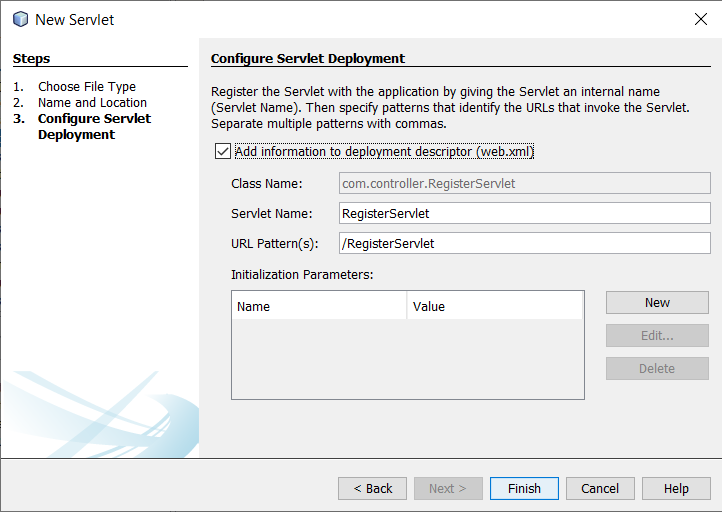 New Servlet
Steps
1. Choose File Type
2. Name and Location
3. Configure Servlet
Deployment
Configure Servlet Deployment
Register the Servlet with the application by giving the Servlet an internal name
(Servlet Name). Then specify patterns that identify the URLs that invoke the Servlet.
Separate multiple patterns with commas.
Add information to deployment descriptor (web.xml)
Class Name: com.controller.RegisterServlet
Servlet Name: RegisterServlet
URL Pattern(s): /RegisterServlet
Initialization Parameters:
Name Value
New
Edit...
Delete
< Back Next > Finish Cancel Help